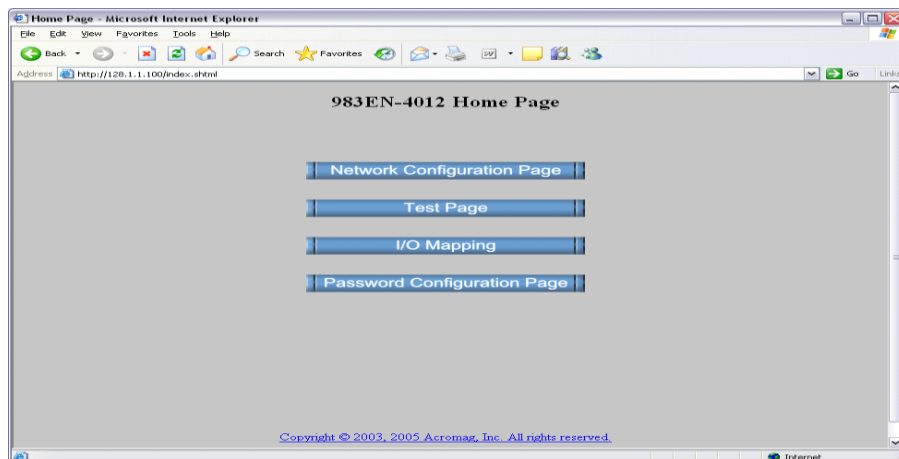 Home Page - Microsoft Internet Explorer
File Edit View Favorites Tools Help
Back Search Favorites
Address http://128.1.1.100/index.shtml Go Links
983EN-4012 Home Page
Network Configuration Page
Test Page
I/O Mapping
Password Configuration Page
Copyright © 2003, 2005 Acromag, Inc. All rights reserved.
Internet